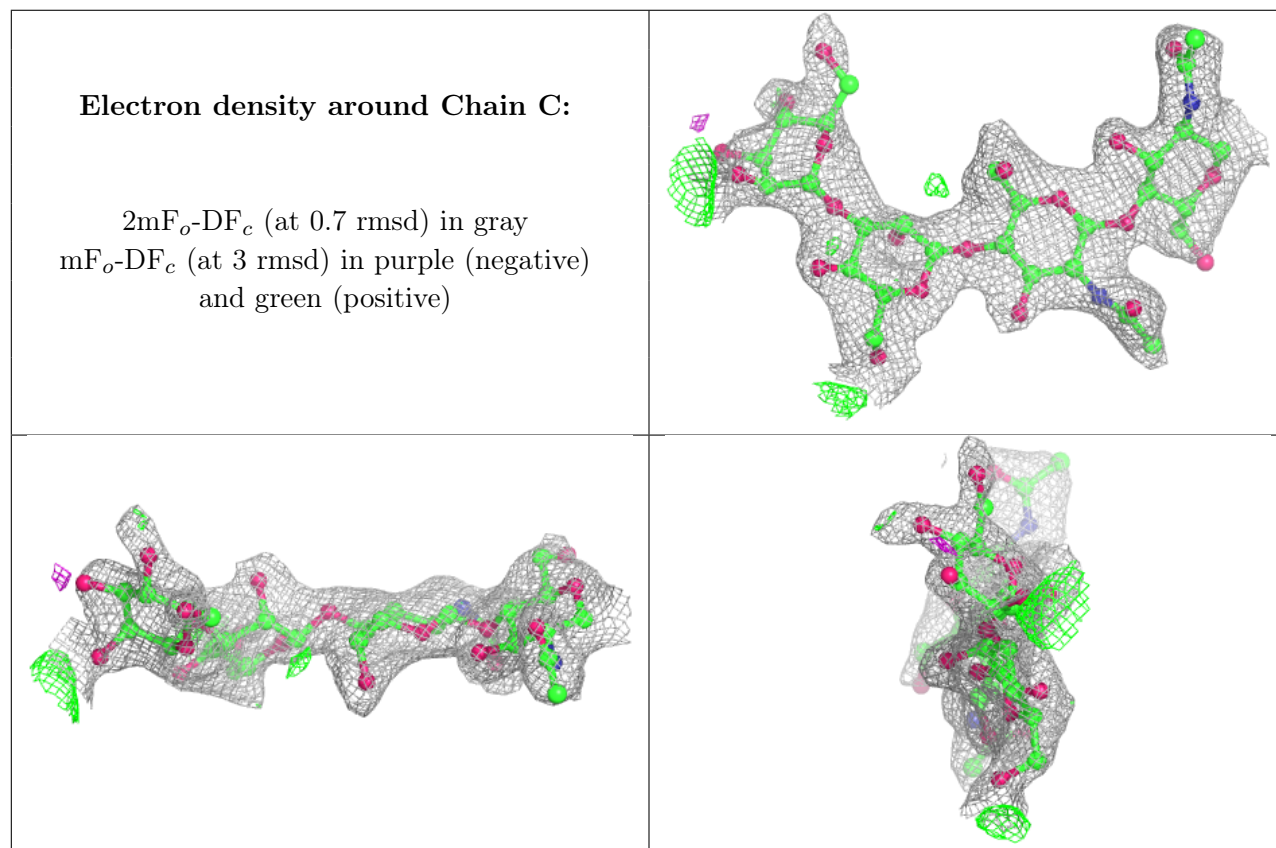 Electron density around Chain C:
2mFₒ-DF𝒸 (at 0.7 rmsd) in gray
mFₒ-DF𝒸 (at 3 rmsd) in purple (negative)
and green (positive)